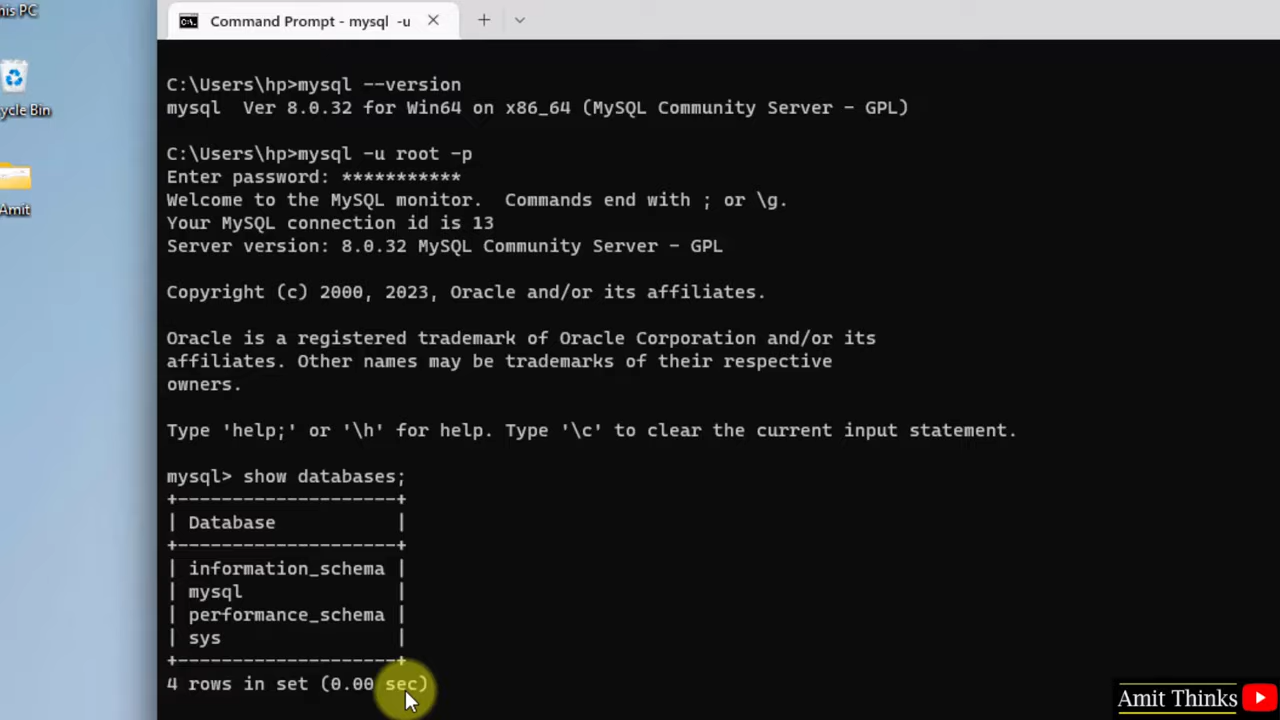 his PC
ycle Bin
Amit
Command Prompt - mysql -u
C:\Users\hp>mysql --version
mysql  Ver 8.0.32 for Win64 on x86_64 (MySQL Community Server - GPL)
C:\Users\hp>mysql -u root -p
Enter password: ***********
Welcome to the MySQL monitor.  Commands end with ; or \g.
Your MySQL connection id is 13
Server version: 8.0.32 MySQL Community Server - GPL
Copyright (c) 2000, 2023, Oracle and/or its affiliates.
Oracle is a registered trademark of Oracle Corporation and/or its
affiliates. Other names may be trademarks of their respective
owners.
Type 'help;' or '\h' for help. Type '\c' to clear the current input statement.
mysql> show databases;
+--------------------+
| Database           |
+--------------------+
| information_schema |
| mysql              |
| performance_schema |
| sys                |
+--------------------+
4 rows in set (0.00 sec)
Amit Thinks